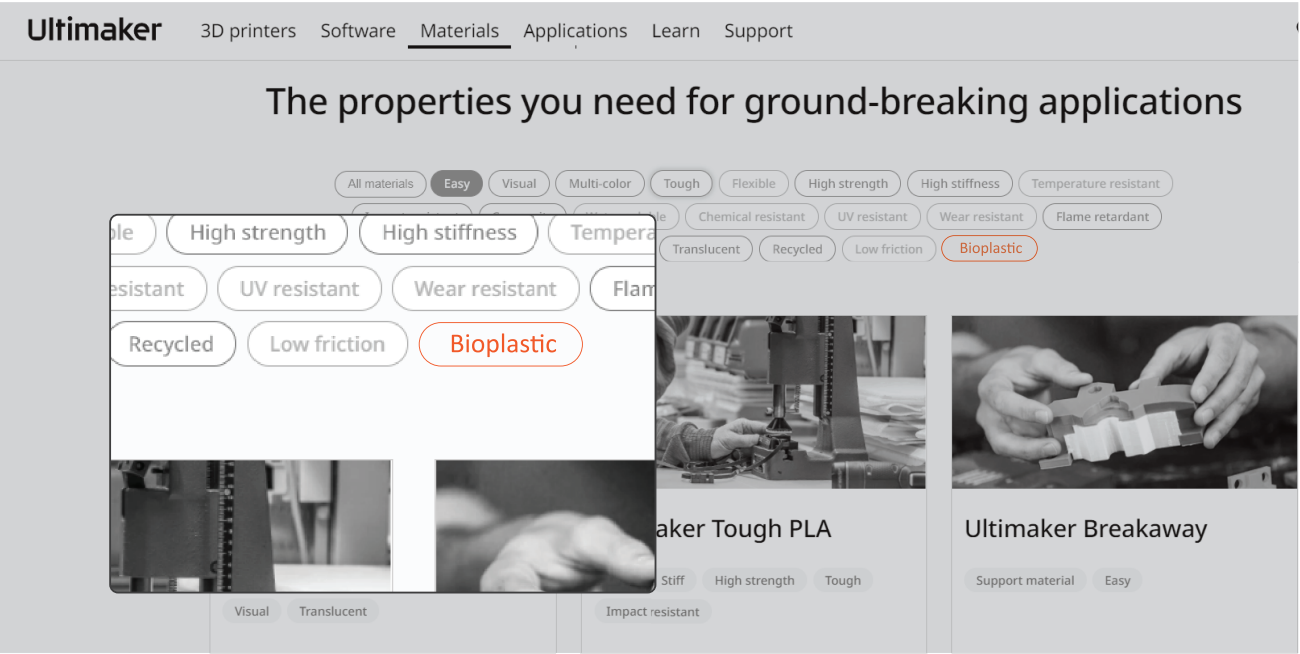 Ultimaker 3D printers Software Materials Applications Learn Support
The properties you need for ground-breaking applications
All materials Easy Visual Multi-color Tough Flexible High strength High stiffness Temperature resistant
Chemical resistant UV resistant Wear resistant Flame retardant
Translucent Recycled Low friction Bioplastic
High strength High stiffness
UV resistant Wear resistant
Recycled Low friction Bioplastic
Tough PLA
Stiff High strength Tough
Impact resistant
Ultimaker Breakaway
Support material Easy
Visual Translucent